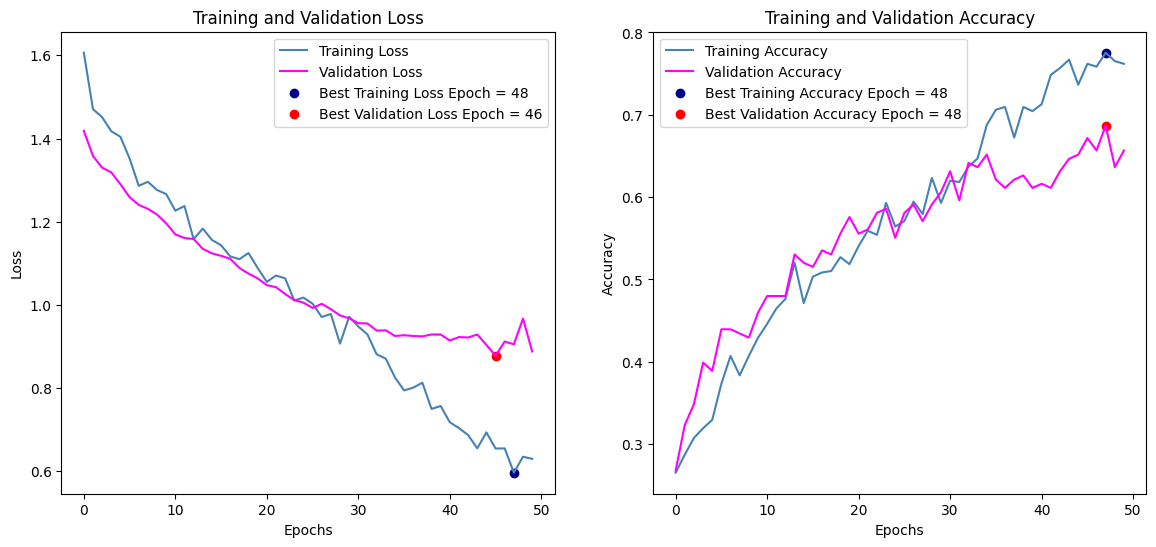 Training and Validation Loss
Training Loss
Validation Loss
Best Training Loss Epoch = 48
Best Validation Loss Epoch = 46
Loss
1.6
1.4
1.2
1.0
0.8
0.6
0 10 20 30 40 50
Epochs
Training and Validation Accuracy
Training Accuracy
Validation Accuracy
Best Training Accuracy Epoch = 48
Best Validation Accuracy Epoch = 48
Accuracy
0.8
0.7
0.6
0.5
0.4
0.3
0 10 20 30 40 50
Epochs